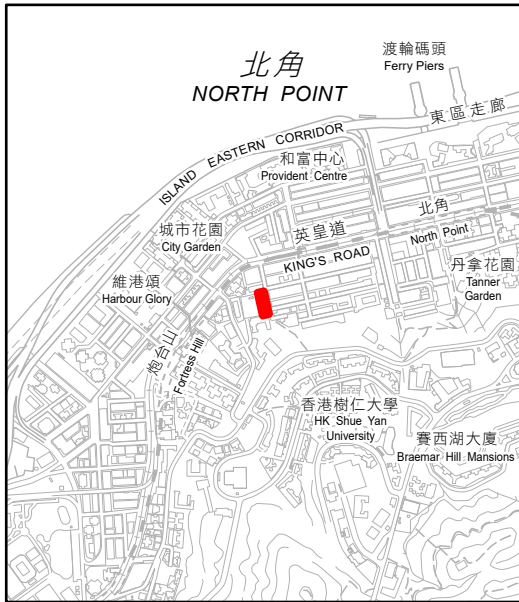 北角
NORTH POINT
渡輪碼頭
Ferry Piers
東區走廊
ISLAND EASTERN CORRIDOR
和富中心
Provident Centre
北角
North Point
英皇道
KING'S ROAD
城市花園
City Garden
丹拿花園
Tanner
Garden
維港頌
Harbour Glory
炮台山
Fortress Hill
香港樹仁大學
HK Shue Yan
University
賽西湖大廈
Braemar Hill Mansions